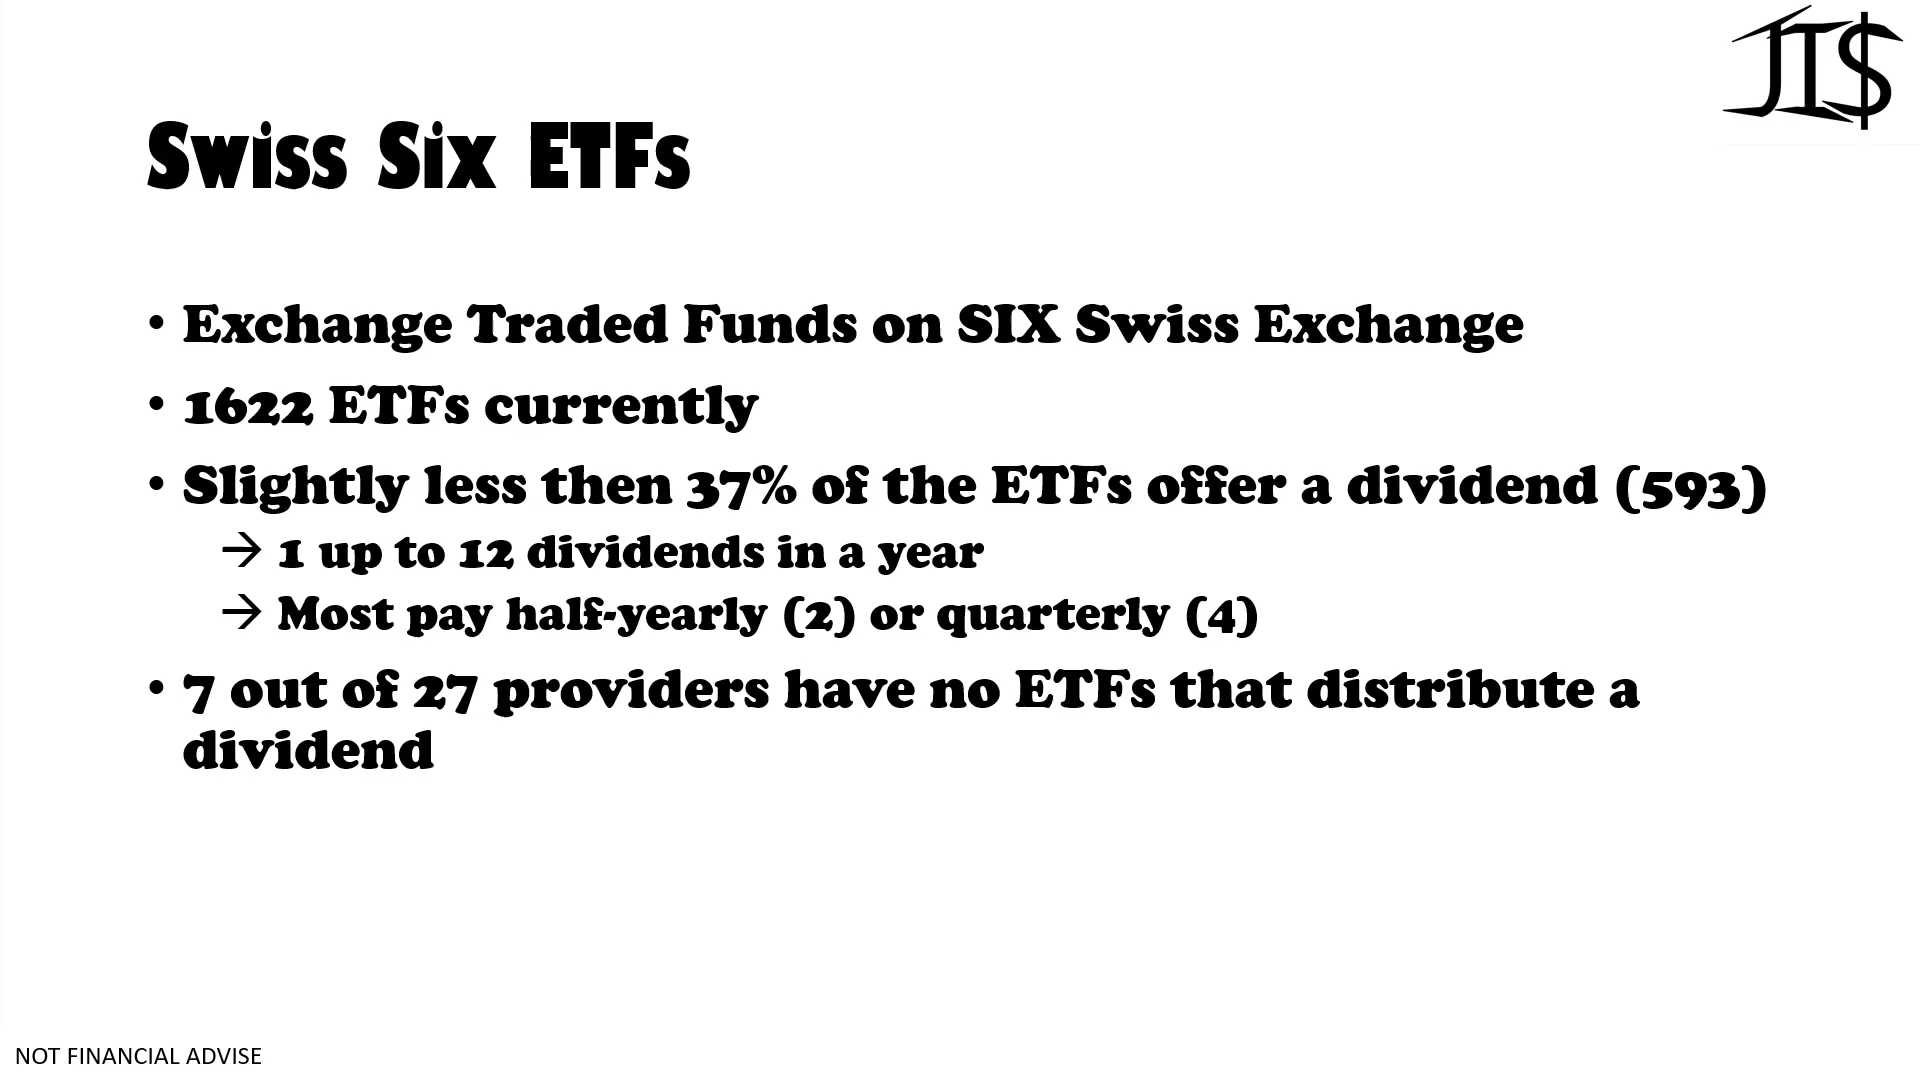 JI$
Swiss Six ETFs
• Exchange Traded Funds on SIX Swiss Exchange
• 1622 ETFs currently
• Slightly less then 37% of the ETFs offer a dividend (593)
→ 1 up to 12 dividends in a year
→ Most pay half-yearly (2) or quarterly (4)
• 7 out of 27 providers have no ETFs that distribute a
dividend
NOT FINANCIAL ADVISE